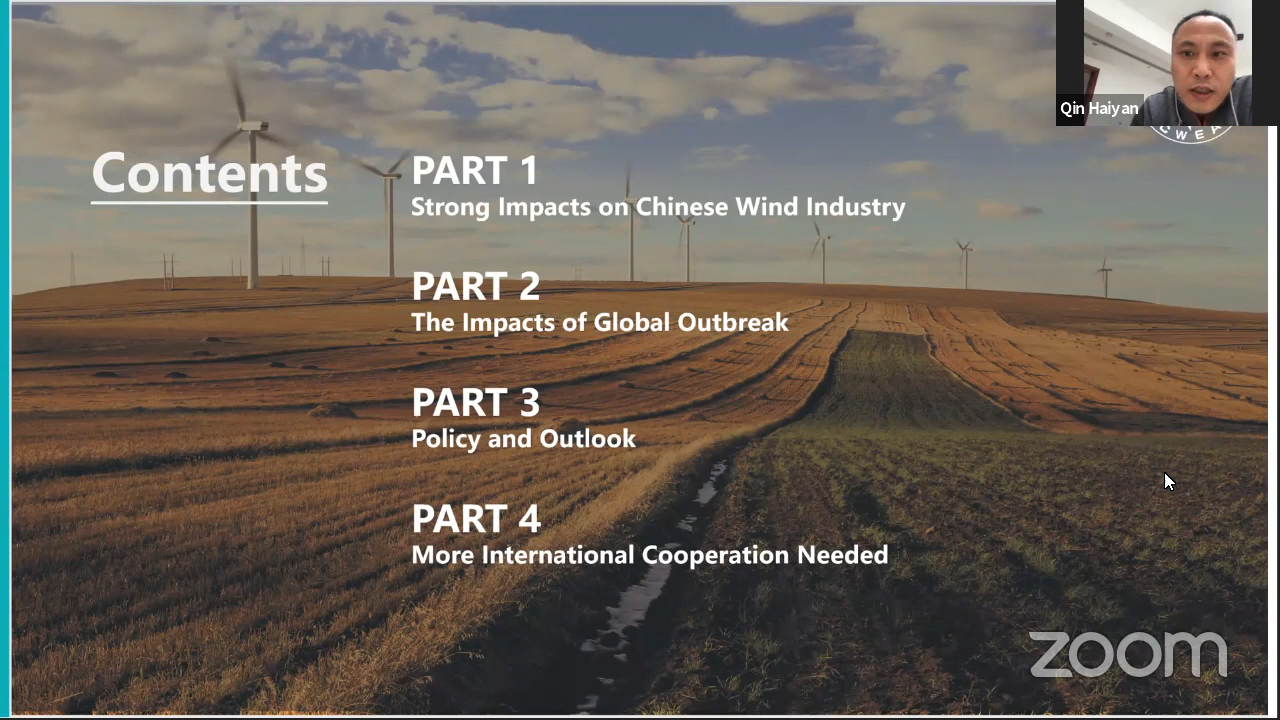 Qin Haiyan
CWEA
Contents
PART 1
Strong Impacts on Chinese Wind Industry
PART 2
The Impacts of Global Outbreak
PART 3
Policy and Outlook
PART 4
More International Cooperation Needed
zoom